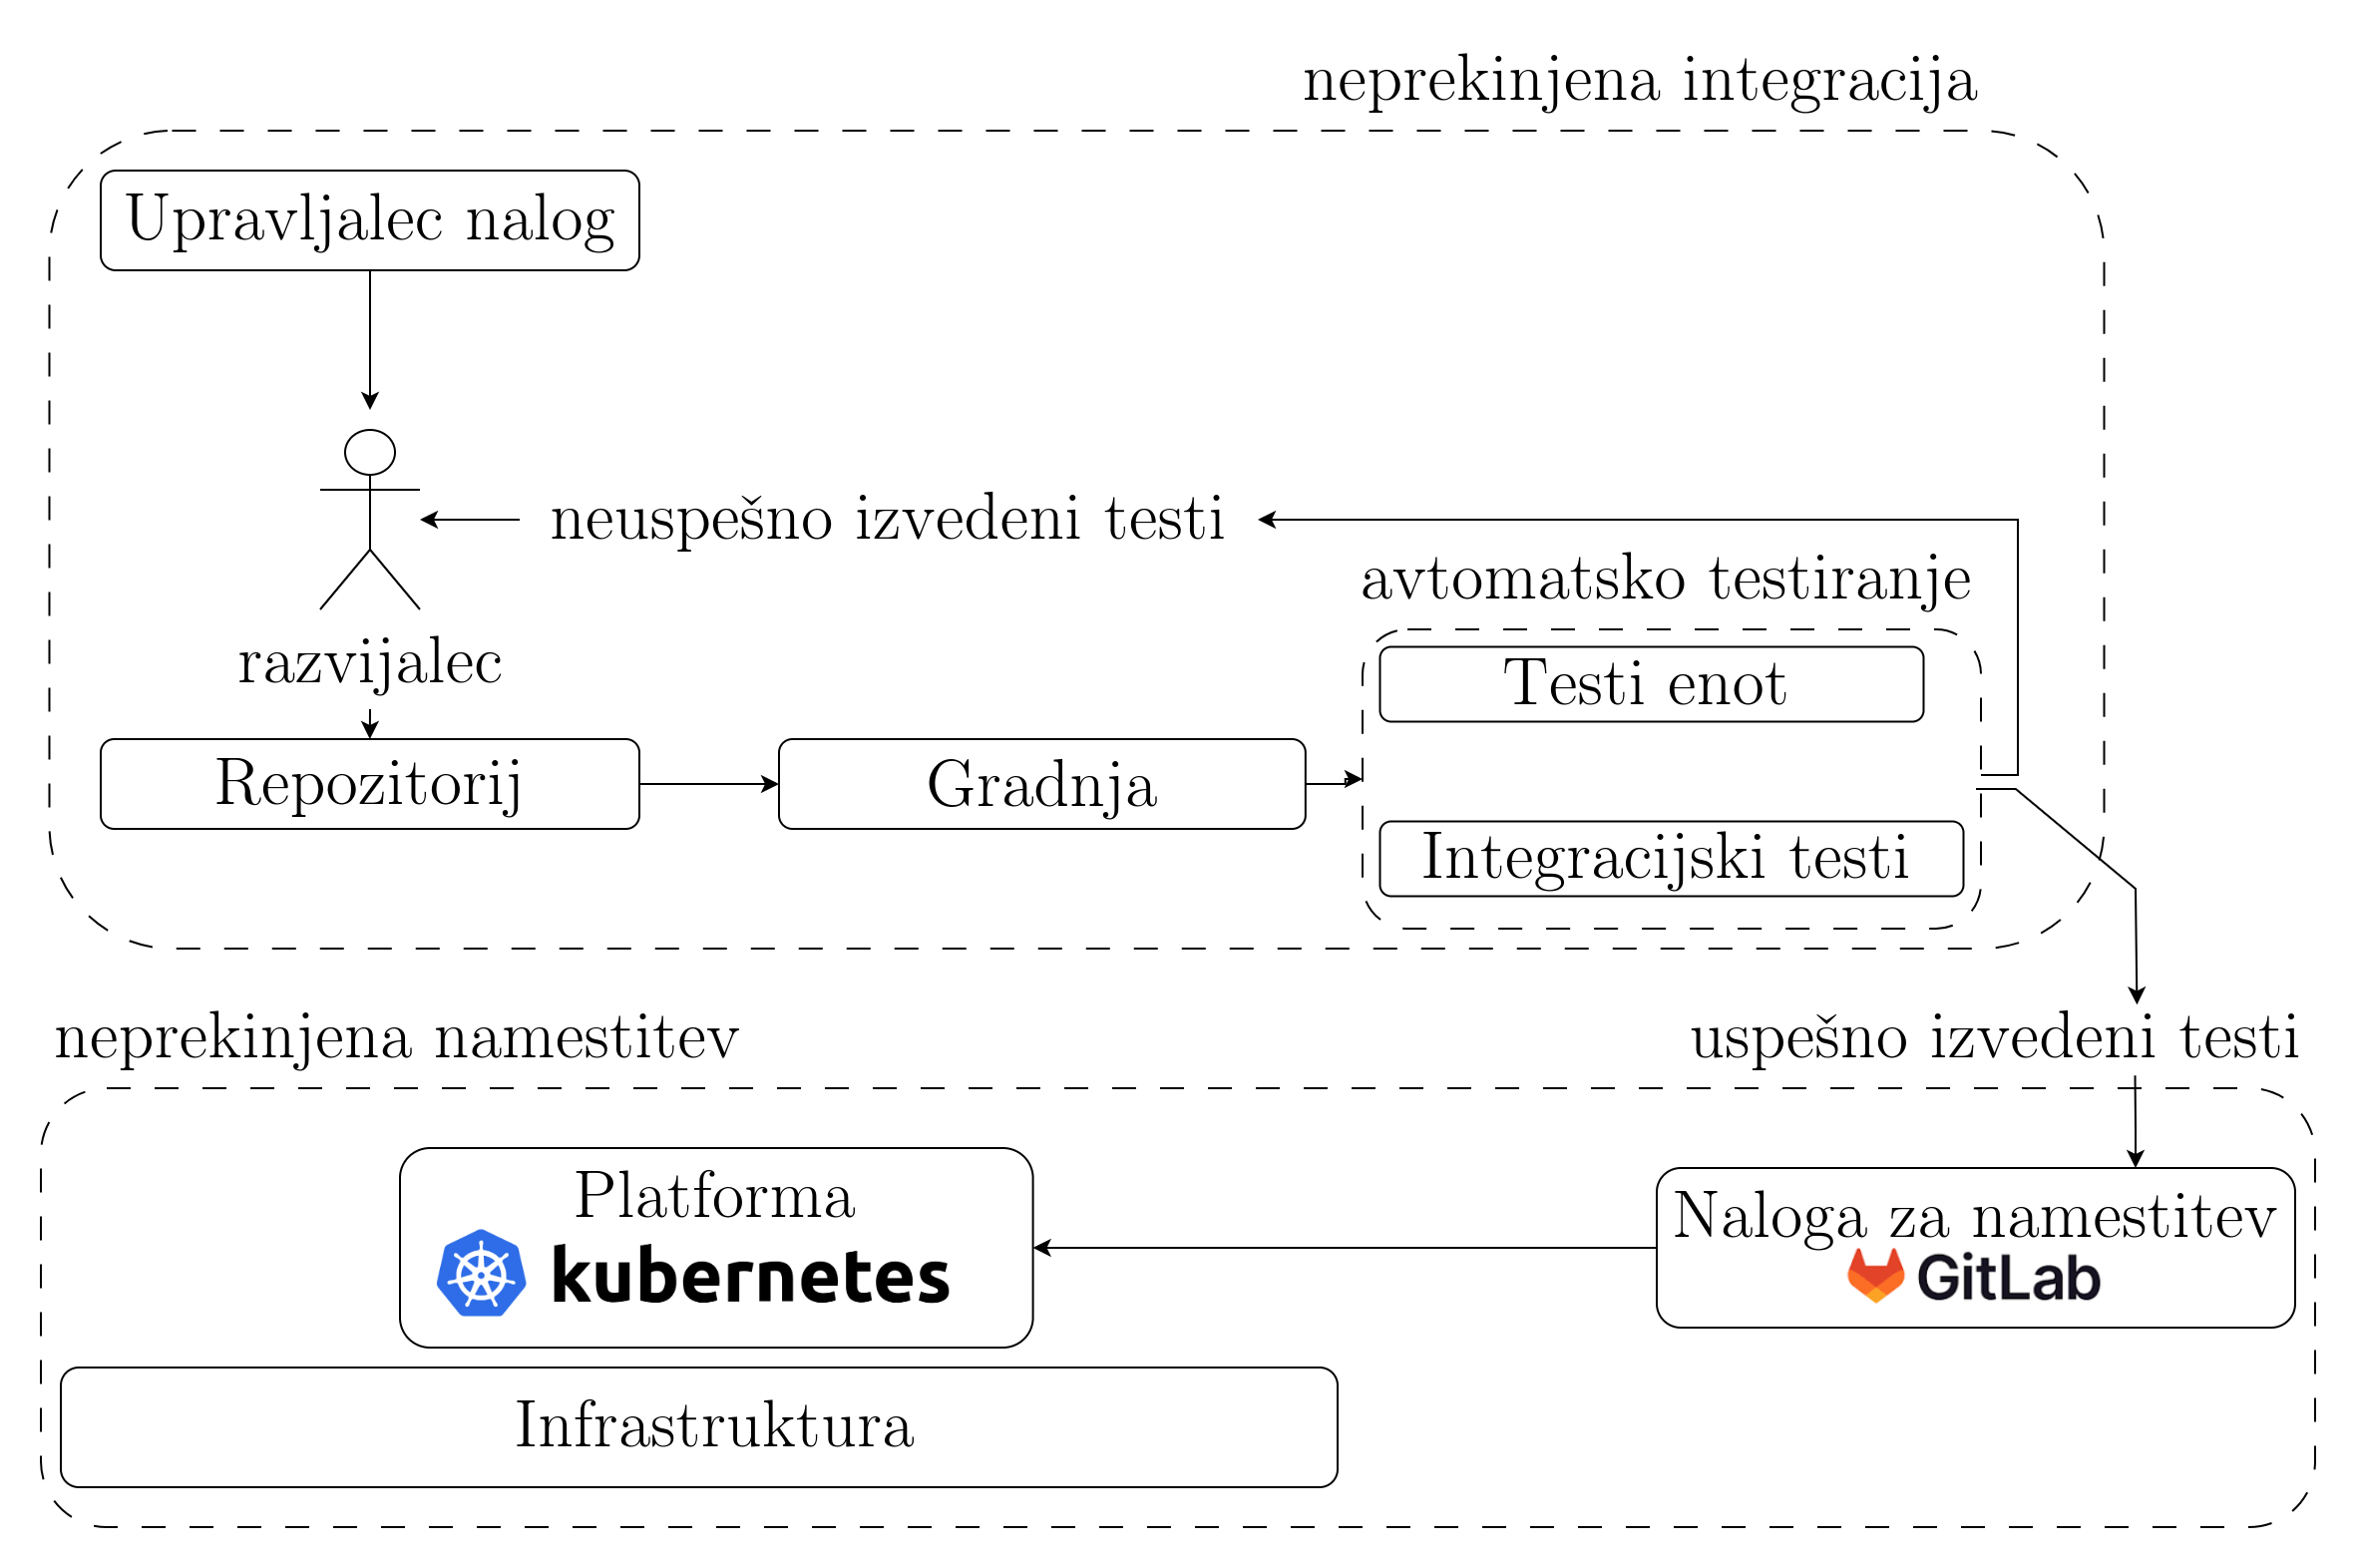 neprekinjena integracija
Upravljalec nalog
neuspešno izvedeni testi
avtomatsko testiranje
razvijalec
Testi enot
Repozitorij
Gradnja
Integracijski testi
neprekinjena namestitev
uspešno izvedeni testi
Platforma
kubernetes
Naloga za namestitev
GitLab
Infrastruktura